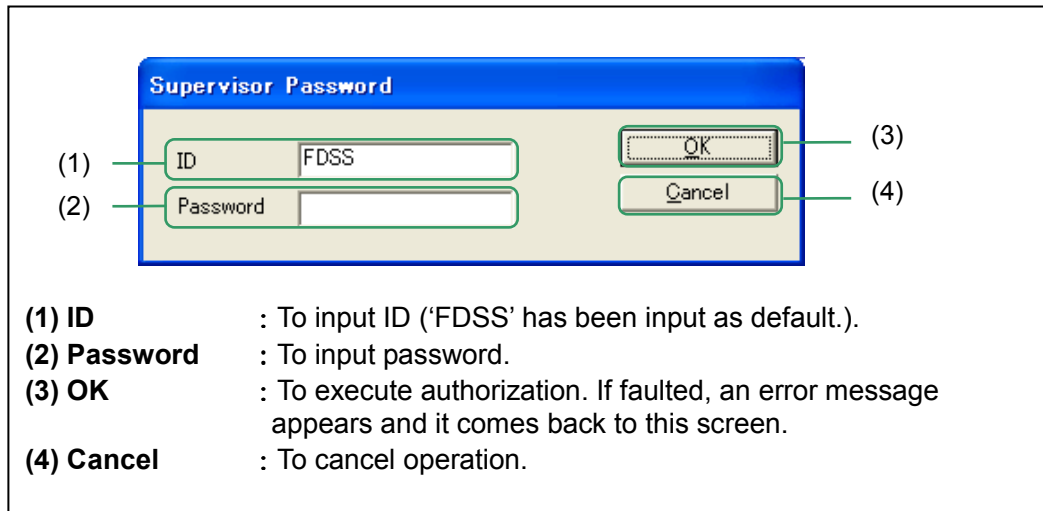 Supervisor Password
(1) ID FDSS OK (3)
(2) Password Cancel (4)
(1) ID : To input ID (‘FDSS’ has been input as default.).
(2) Password : To input password.
(3) OK : To execute authorization. If faulted, an error message
appears and it comes back to this screen.
(4) Cancel : To cancel operation.